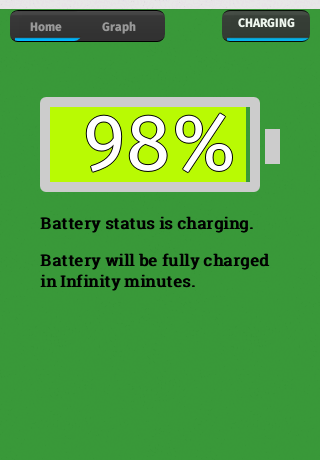 Home Graph CHARGING
98%
Battery status is charging.
Battery will be fully charged
in Infinity minutes.